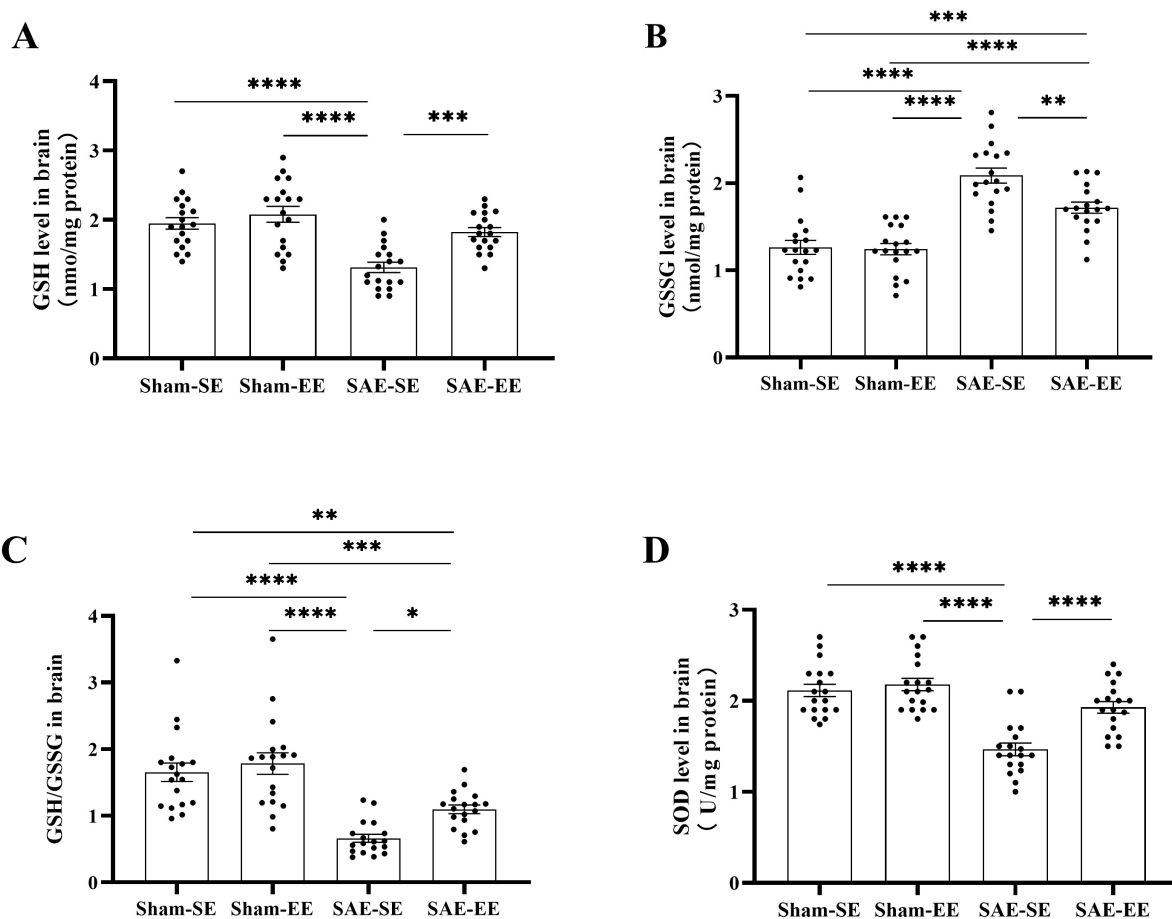 A
****
****
***
GSH level in brain
(nmo/mg protein)
4
3
2
1
0
Sham-SE Sham-EE SAE-SE SAE-EE
B
***
****
****
****
**
GSSG level in brain
(nmol/mg protein)
3
2
1
0
Sham-SE Sham-EE SAE-SE SAE-EE
C
**
***
****
****
*
GSH/GSSG in brain
4
3
2
1
0
Sham-SE Sham-EE SAE-SE SAE-EE
D
****
****
****
SOD level in brain
( U/mg protein)
3
2
1
0
Sham-SE Sham-EE SAE-SE SAE-EE